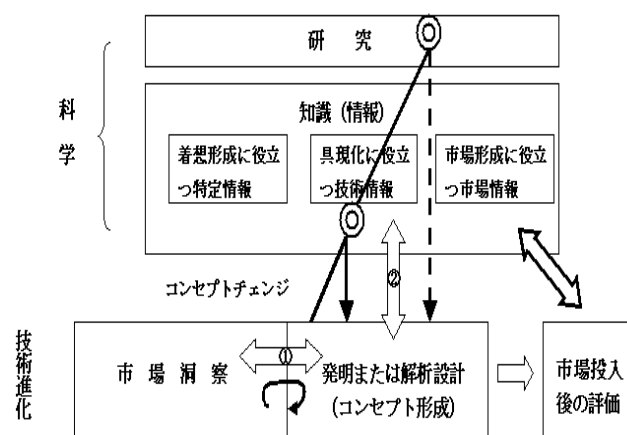 研 究
科学
知識（情報）
着想形成に役立
つ特定情報
具現化に役立
つ技術情報
市場形成に役立
つ市場情報
②
コンセプトチェンジ
技術進化
市 場 洞 察
①
発明または解析設計
（コンセプト形成）
市場投入
後の評価